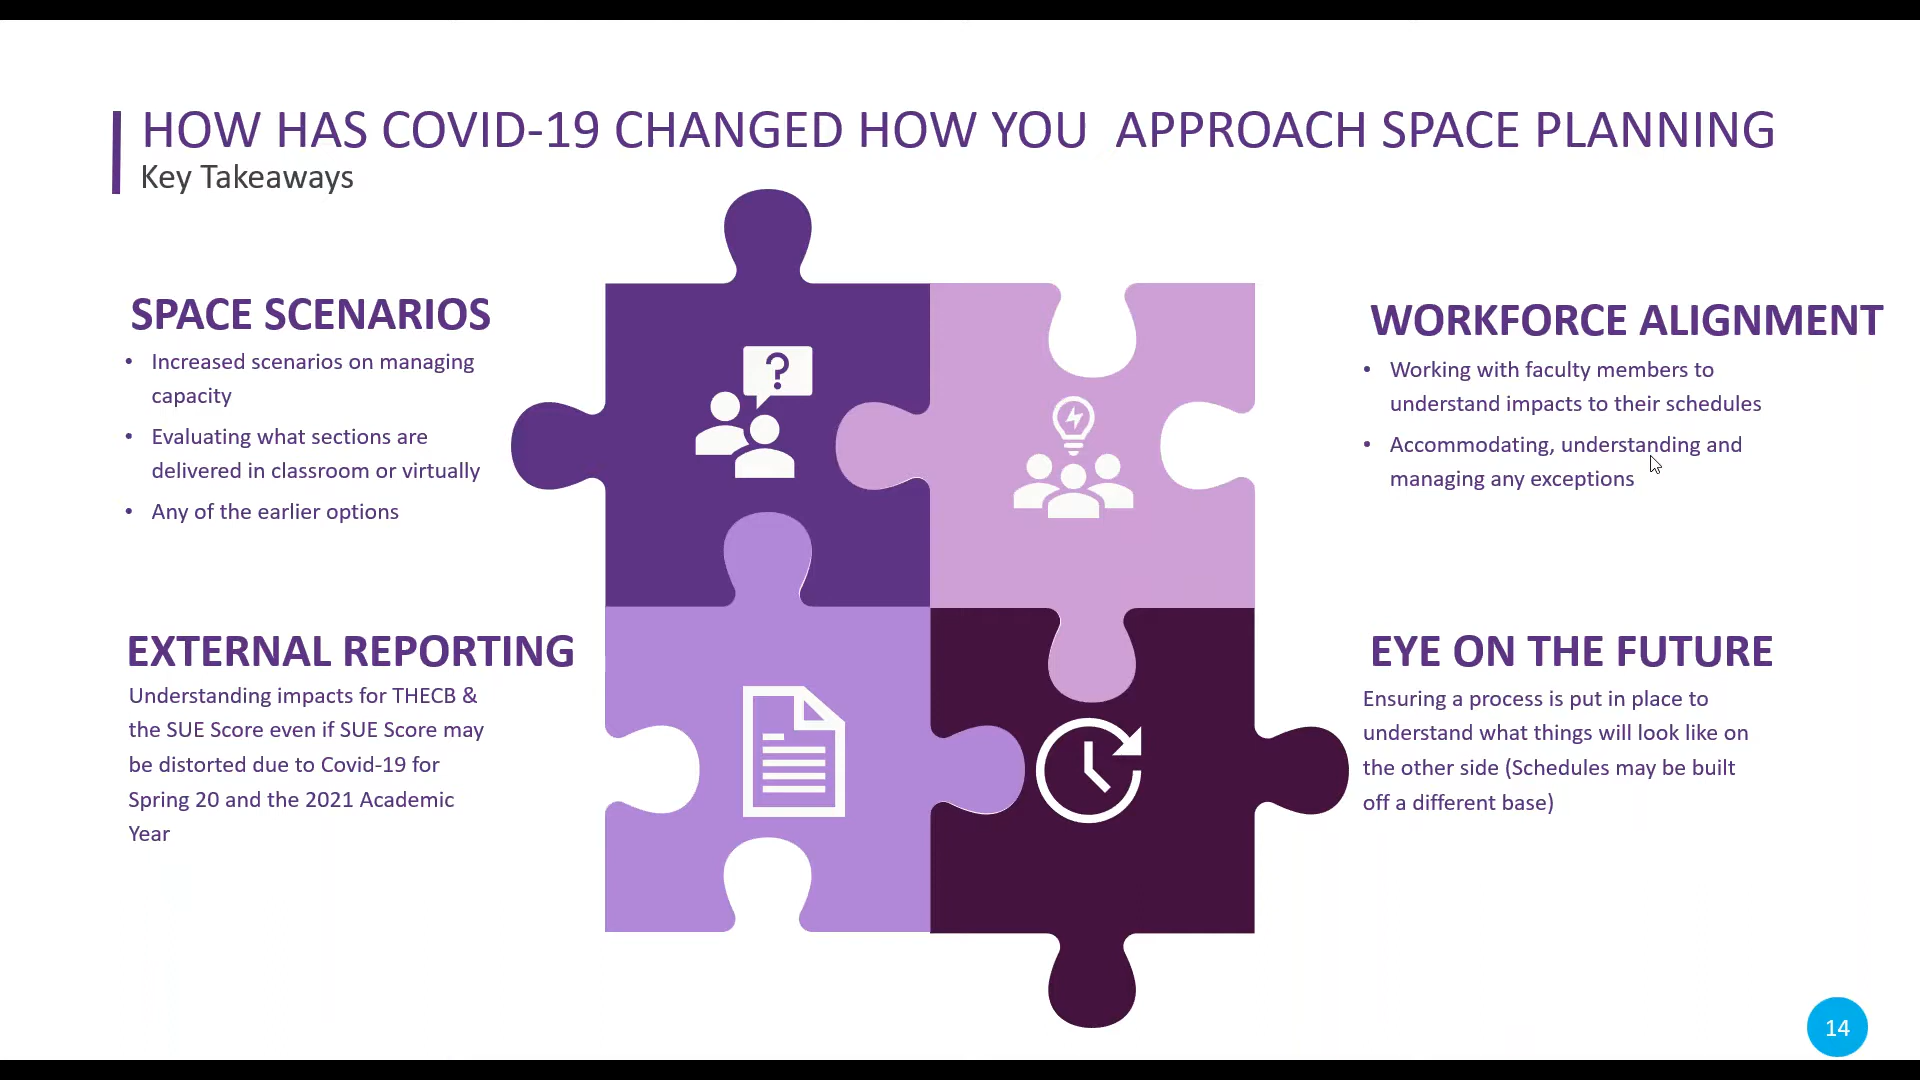 HOW HAS COVID-19 CHANGED HOW YOU  APPROACH SPACE PLANNING
Key Takeaways
SPACE SCENARIOS
• Increased scenarios on managing
capacity
• Evaluating what sections are
delivered in classroom or virtually
• Any of the earlier options
?
WORKFORCE ALIGNMENT
• Working with faculty members to
understand impacts to their schedules
• Accommodating, understanding and
managing any exceptions
EXTERNAL REPORTING
Understanding impacts for THECB &
the SUE Score even if SUE Score may
be distorted due to Covid-19 for
Spring 20 and the 2021 Academic
Year
EYE ON THE FUTURE
Ensuring a process is put in place to
understand what things will look like on
the other side (Schedules may be built
off a different base)
14